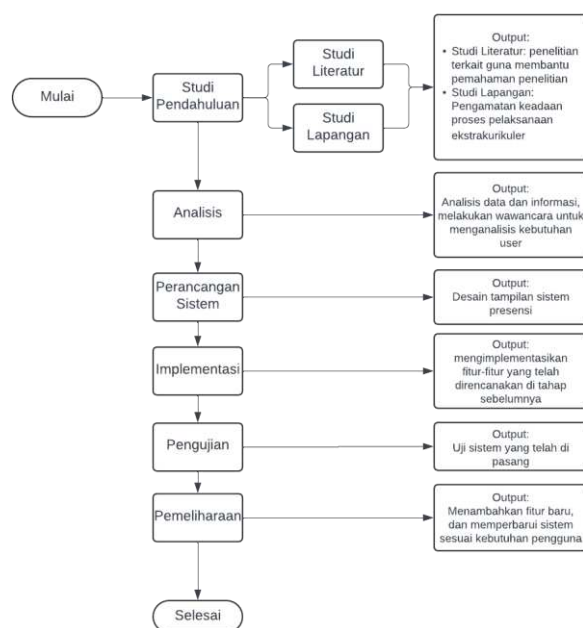 Mulai
Studi
Pendahuluan
Studi
Literatur
Studi
Lapangan
Output:
• Studi Literatur: penelitian
terkait guna membantu
pemahaman penelitian
• Studi Lapangan:
Pengamatan keadaan
proses pelaksanaan
ekstrakurikuler
Analisis
Output:
Analisis data dan informasi,
melakukan wawancara untuk
menganalisis kebutuhan
user
Perancangan
Sistem
Output:
Desain tampilan sistem
presensi
Implementasi
Output:
mengimplementasikan
fitur-fitur yang telah
direncanakan di tahap
sebelumnya
Pengujian
Output:
Uji sistem yang telah di
pasang
Pemeliharaan
Output:
Menambahkan fitur baru,
dan memperbarui sistem
sesuai kebutuhan pengguna
Selesai